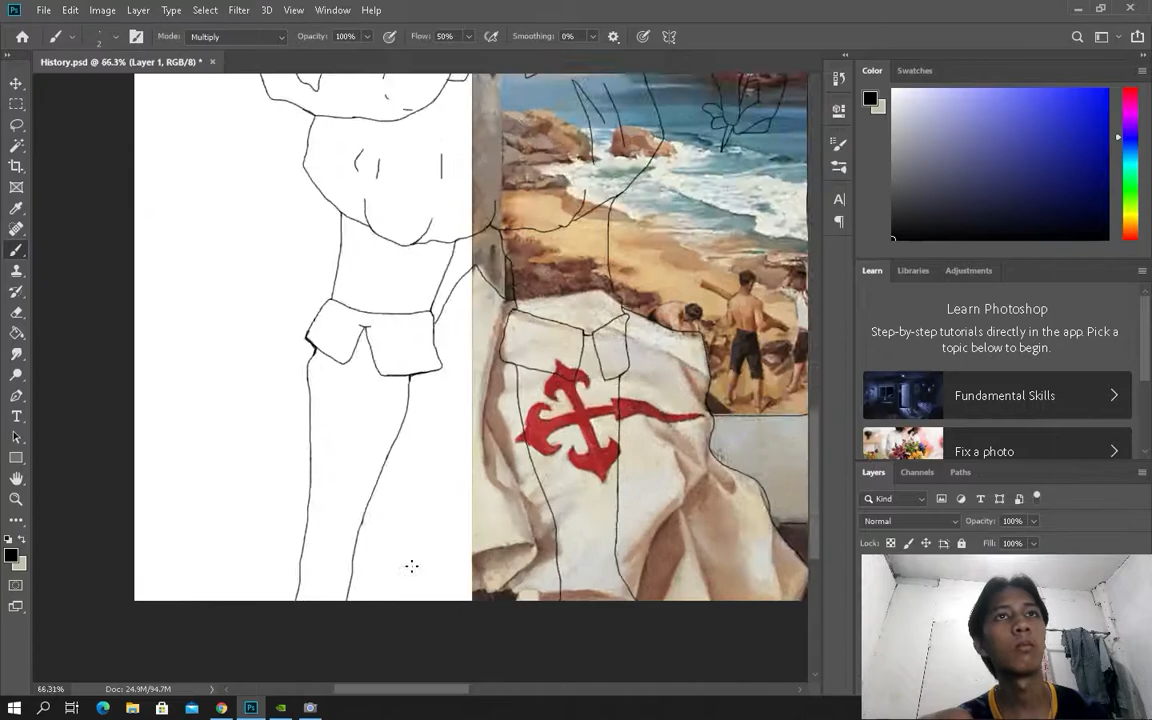 Ps File Edit Image Layer Type Select Filter 3D View Window Help
2 Mode: Multiply Opacity: 100% Flow: 50% Smoothing: 0%
History.psd @ 66.3% (Layer 1, RGB/8) *
Color Swatches
Learn Libraries Adjustments
Learn Photoshop
Step-by-step tutorials directly in the app. Pick a
topic below to begin.
Fundamental Skills
Fix a photo
Layers Channels Paths
Kind
Normal Opacity: 100%
Lock: Fill: 100%
66.31% Doc: 24.9M/94.7M
Ps